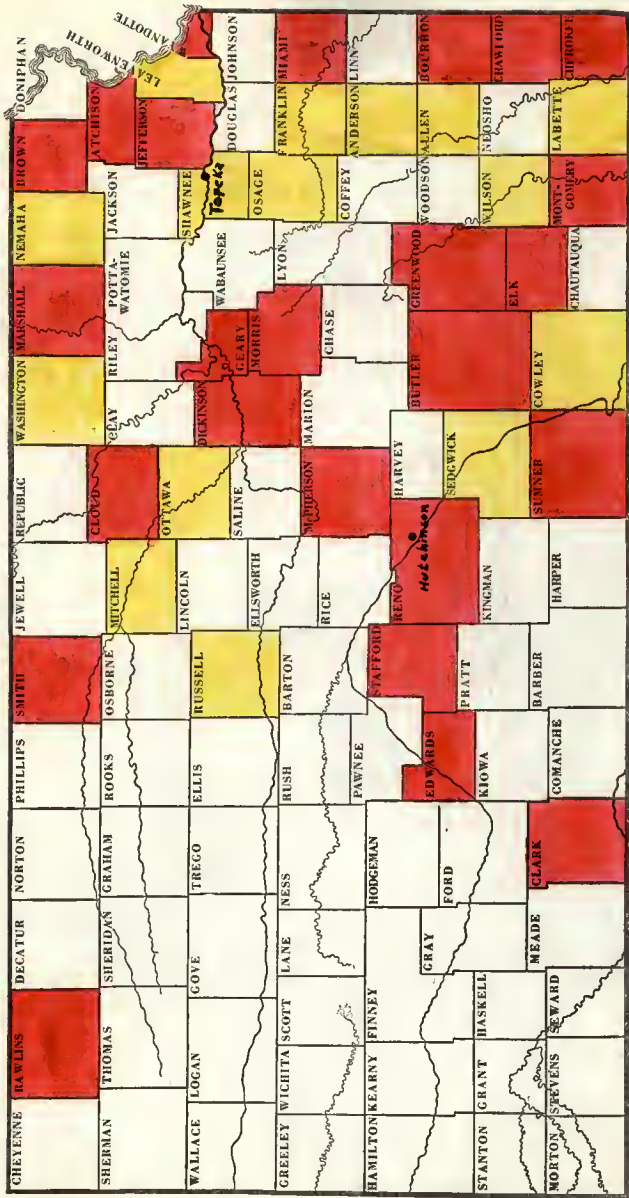 CHEYENNE
RAWLINS
DECATUR
NORTON
PHILLIPS
SMITH
JEWELL
REPUBLIC
WASHINGTON
MARSHALL
NEMAHA
BROWN
DONIPHAN
SHERMAN
THOMAS
SHERIDAN
GRAHAM
ROOKS
OSBORNE
MITCHELL
CLOUD
CLAY
RILEY
POTTA-
WATOMIE
JACKSON
ATCHISON
JEFFERSON
LEAVENWORTH
WYANDOTTE
WALLACE
LOGAN
GOVE
TREGO
ELLIS
RUSSELL
LINCOLN
OTTAWA
SALINE
DICKINSON
GEARY
MORRIS
WABAUNSEE
SHAWNEE
Topeka
OSAGE
DOUGLAS
JOHNSON
GREELEY
WICHITA
SCOTT
LANE
NESS
RUSH
BARTON
ELLSWORTH
RICE
McPHERSON
MARION
CHASE
LYON
COFFEY
FRANKLIN
ANDERSON
MIAMI
LINN
HAMILTON
KEARNY
FINNEY
HODGEMAN
PAWNEE
STAFFORD
RENO
Hutchinson
HARVEY
BUTLER
GREENWOOD
WOODSON
ALLEN
BOURBON
STANTON
GRANT
HASKELL
GRAY
FORD
EDWARDS
KIOWA
PRATT
KINGMAN
SEDGWICK
ELK
WILSON
NEOSHO
CRAWFORD
MORTON
STEVENS
SEWARD
MEADE
CLARK
COMANCHE
BARBER
HARPER
SUMNER
COWLEY
CHAUTAUQUA
MONT-
GOMERY
LABETTE
CHEROKEE